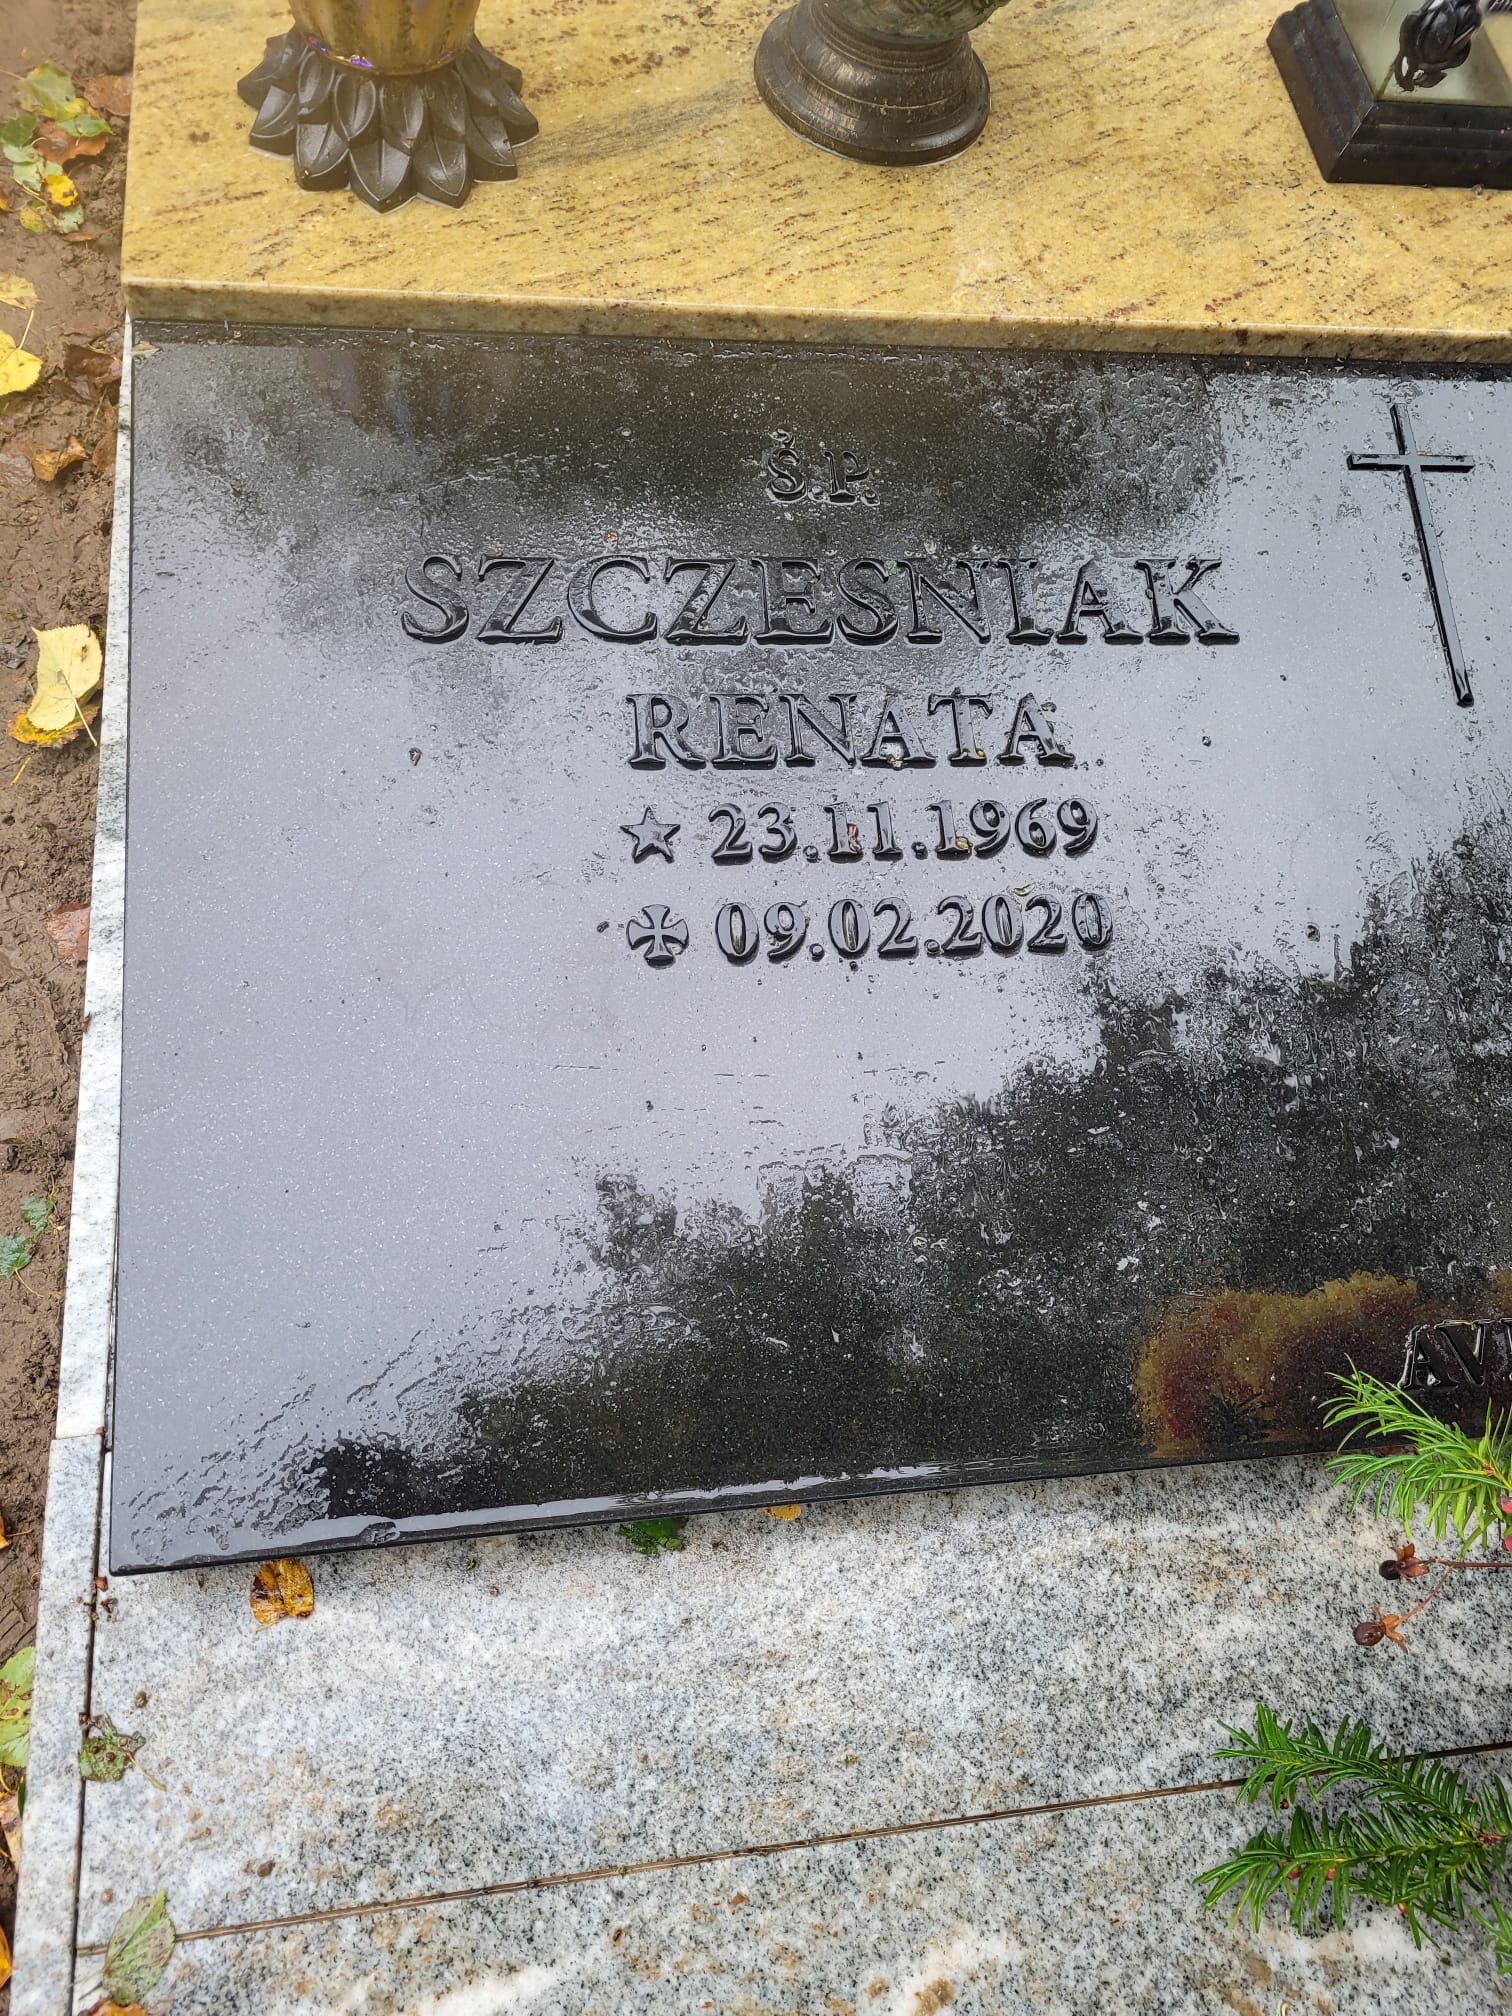 Ś.P.
SZCZESNIAK
RENATA
23.11.1969
09.02.2020